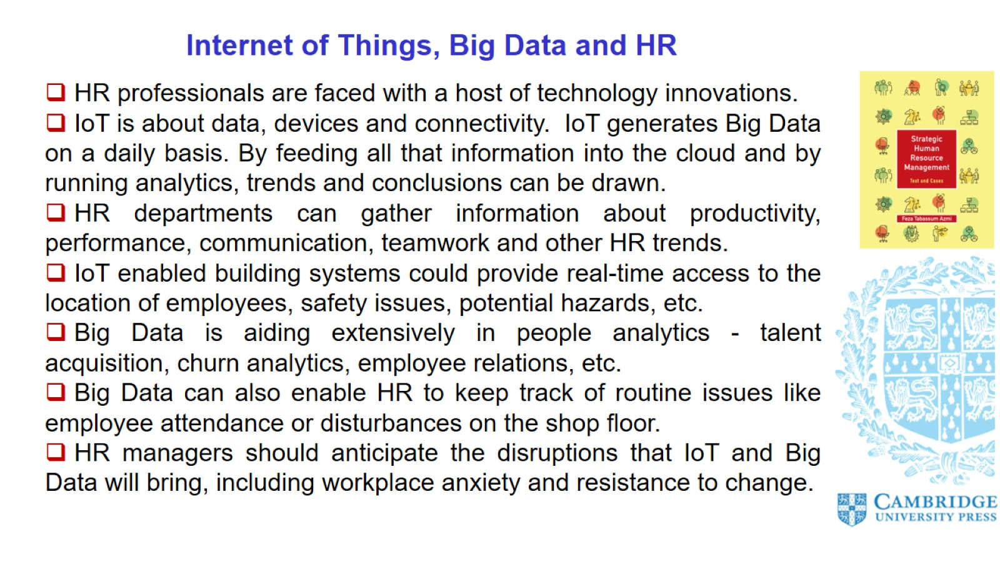 Internet of Things, Big Data and HR
❑ HR professionals are faced with a host of technology innovations.
❑ IoT is about data, devices and connectivity.  IoT generates Big Data
on a daily basis. By feeding all that information into the cloud and by
running analytics, trends and conclusions can be drawn.
❑ HR departments can gather information about productivity,
performance, communication, teamwork and other HR trends.
❑ IoT enabled building systems could provide real-time access to the
location of employees, safety issues, potential hazards, etc.
❑ Big Data is aiding extensively in people analytics - talent
acquisition, churn analytics, employee relations, etc.
❑ Big Data can also enable HR to keep track of routine issues like
employee attendance or disturbances on the shop floor.
❑ HR managers should anticipate the disruptions that IoT and Big
Data will bring, including workplace anxiety and resistance to change.
Strategic
Human
Resource
Management
Text and Cases
Feza Tabassum Azmi
CAMBRIDGE
UNIVERSITY PRESS